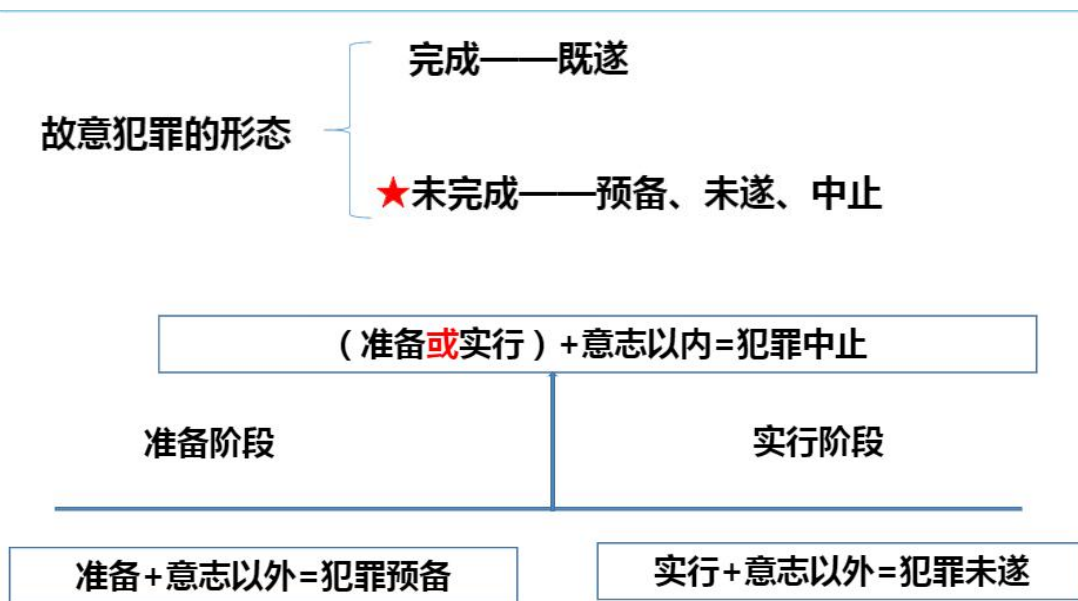 完成——既遂
故意犯罪的形态
★未完成——预备、未遂、中止
（准备或实行）+意志以内=犯罪中止
准备阶段
实行阶段
准备+意志以外=犯罪预备
实行+意志以外=犯罪未遂